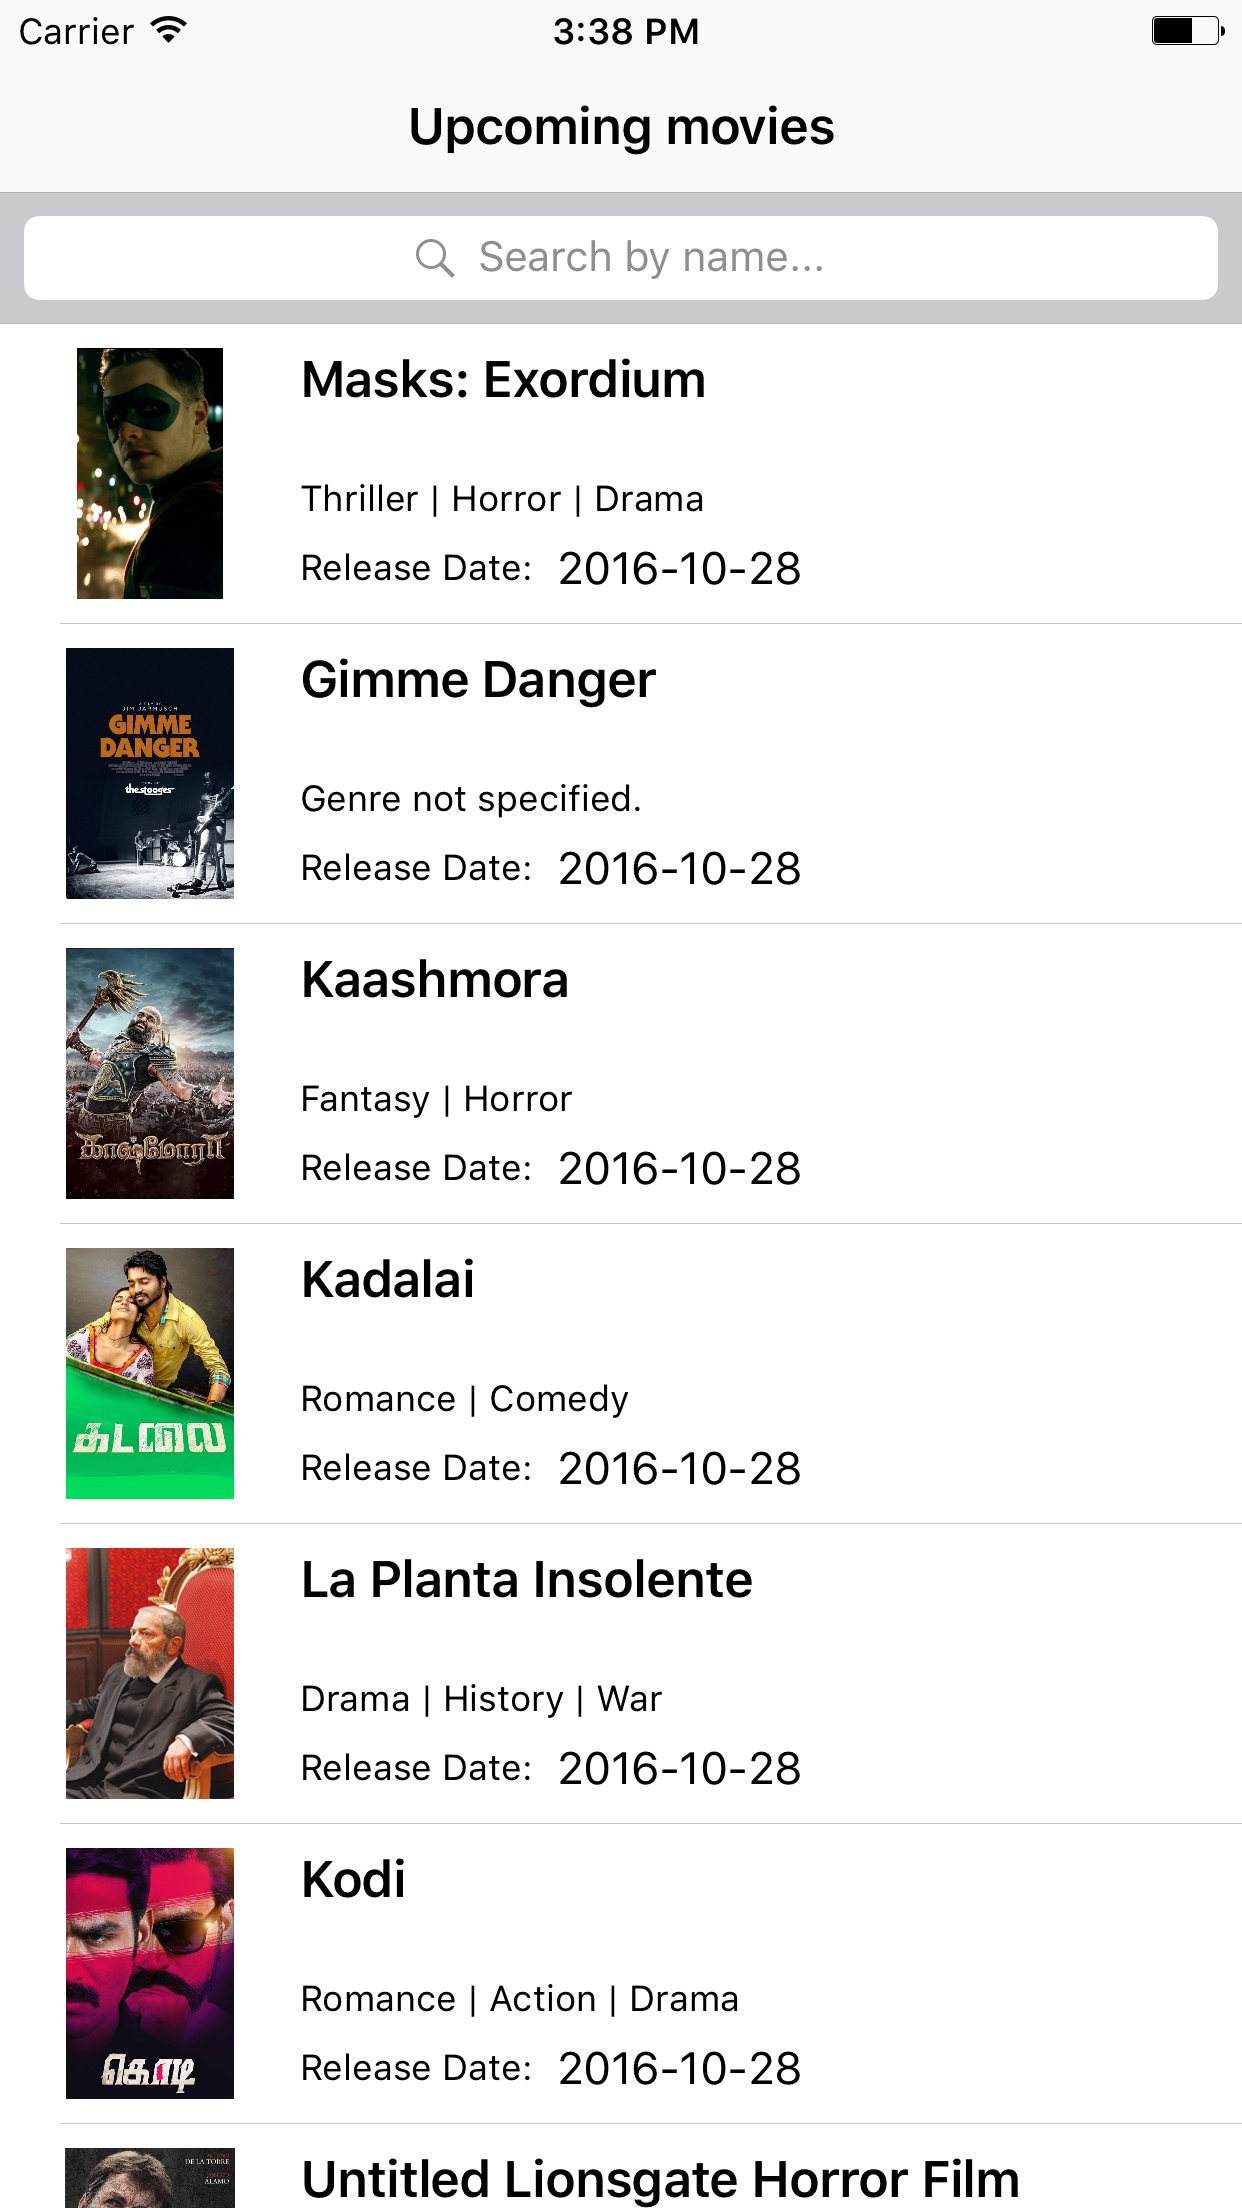 Carrier 3:38 PM
Upcoming movies
Search by name...
Masks: Exordium
Thriller | Horror | Drama
Release Date: 2016-10-28
JIM JARMUSCH
GIMME
DANGER
the stooges
Gimme Danger
Genre not specified.
Release Date: 2016-10-28
Kaashmora
Fantasy | Horror
Release Date: 2016-10-28
காஷ்மோரா
Kadalai
Romance | Comedy
Release Date: 2016-10-28
கடலை
La Planta Insolente
Drama | History | War
Release Date: 2016-10-28
Kodi
Romance | Action | Drama
Release Date: 2016-10-28
கொடி
DE LA TORRE
ÁLAMO
Untitled Lionsgate Horror Film